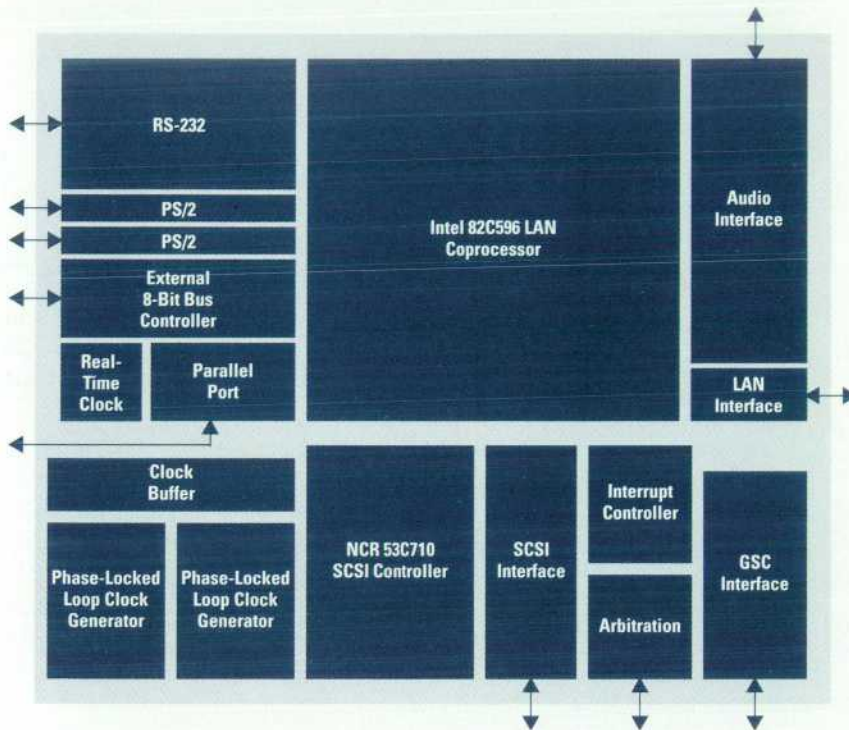 RS-232
PS/2
PS/2
External
8-Bit Bus
Controller
Real-
Time
Clock
Parallel
Port
Intel 82C596 LAN
Coprocessor
Audio
Interface
LAN
Interface
Clock
Buffer
Phase-Locked
Loop Clock
Generator
Phase-Locked
Loop Clock
Generator
NCR 53C710
SCSI Controller
SCSI
Interface
Interrupt
Controller
Arbitration
GSC
Interface